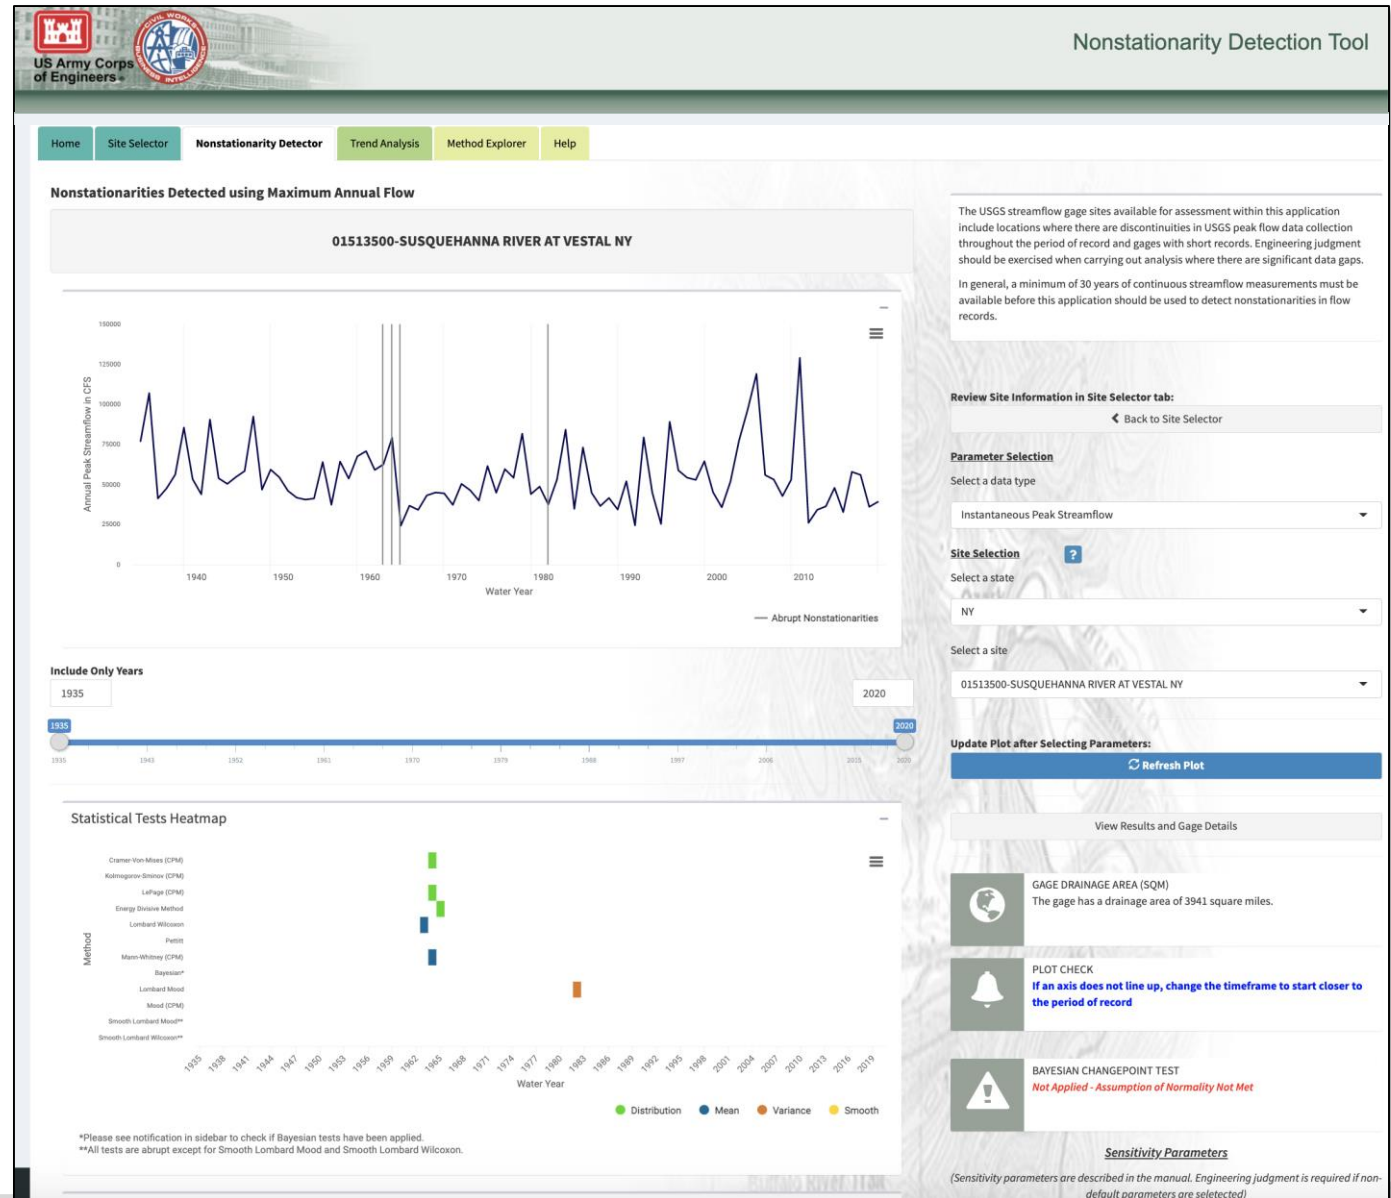 US Army Corps
of Engineers
CIVIL WORKS
BUSINESS INTELLIGENCE
Nonstationarity Detection Tool
Home
Site Selector
Nonstationarity Detector
Trend Analysis
Method Explorer
Help
Nonstationarities Detected using Maximum Annual Flow
01513500-SUSQUEHANNA RIVER AT VESTAL NY
150000
125000
100000
75000
50000
25000
0
Annual Peak Streamflow in CFS
1940
1950
1960
1970
1980
1990
2000
2010
Water Year
Abrupt Nonstationarities
Include Only Years
1935
2020
1935
2020
1935
1943
1952
1961
1970
1979
1988
1997
2006
2015
2020
Statistical Tests Heatmap
Method
Cramer-Von-Mises (CPM)
Kolmogorov-Sminov (CPM)
LePage (CPM)
Energy Divisive Method
Lombard Wilcoxon
Pettitt
Mann-Whitney (CPM)
Bayesian*
Lombard Mood
Mood (CPM)
Smooth Lombard Mood**
Smooth Lombard Wilcoxon**
1935
1938
1941
1944
1947
1950
1953
1956
1959
1962
1965
1968
1971
1974
1977
1980
1983
1986
1989
1992
1995
1998
2001
2004
2007
2010
2013
2016
2019
Water Year
Distribution
Mean
Variance
Smooth
*Please see notification in sidebar to check if Bayesian tests have been applied.
**All tests are abrupt except for Smooth Lombard Mood and Smooth Lombard Wilcoxon.
The USGS streamflow gage sites available for assessment within this application
include locations where there are discontinuities in USGS peak flow data collection
throughout the period of record and gages with short records. Engineering judgment
should be exercised when carrying out analysis where there are significant data gaps.
In general, a minimum of 30 years of continuous streamflow measurements must be
available before this application should be used to detect nonstationarities in flow
records.
Review Site Information in Site Selector tab:
Back to Site Selector
Parameter Selection
Select a data type
Instantaneous Peak Streamflow
Site Selection
?
Select a state
NY
Select a site
01513500-SUSQUEHANNA RIVER AT VESTAL NY
Update Plot after Selecting Parameters:
Refresh Plot
View Results and Gage Details
GAGE DRAINAGE AREA (SQM)
The gage has a drainage area of 3941 square miles.
PLOT CHECK
If an axis does not line up, change the timeframe to start closer to
the period of record
BAYESIAN CHANGEPOINT TEST
Not Applied - Assumption of Normality Not Met
Sensitivity Parameters
(Sensitivity parameters are described in the manual. Engineering judgment is required if non-
default parameters are seletected)